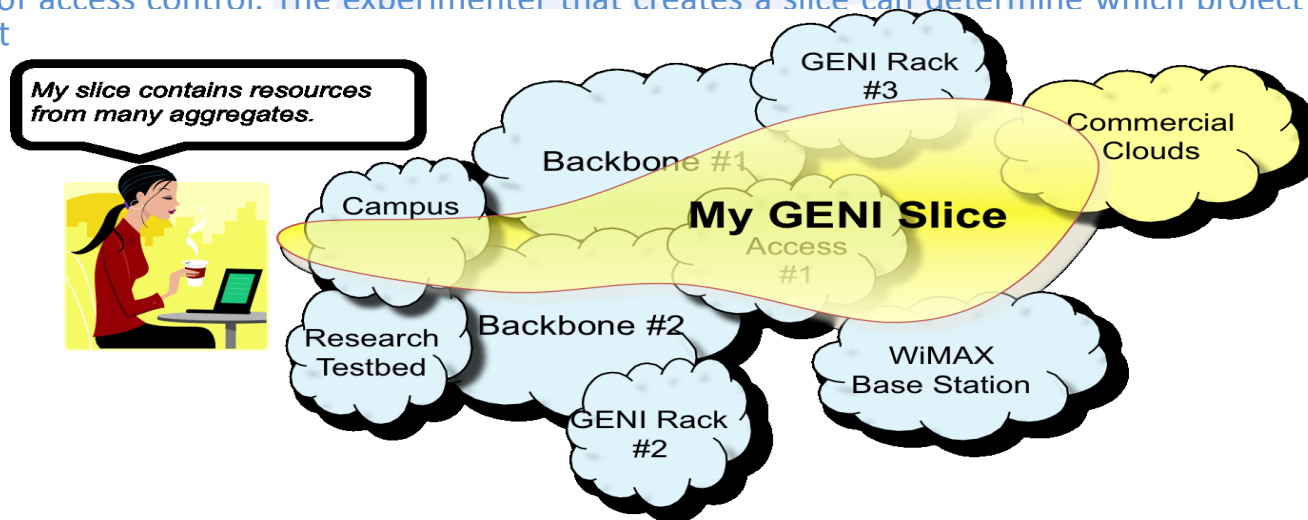 of access control. The experimenter that creates a slice can determine which project
t
My slice contains resources
from many aggregates.
GENI Rack
#3
Commercial
Clouds
Backbone #1
Campus
My GENI Slice
Access
#1
Backbone #2
Research
Testbed
WiMAX
Base Station
GENI Rack
#2